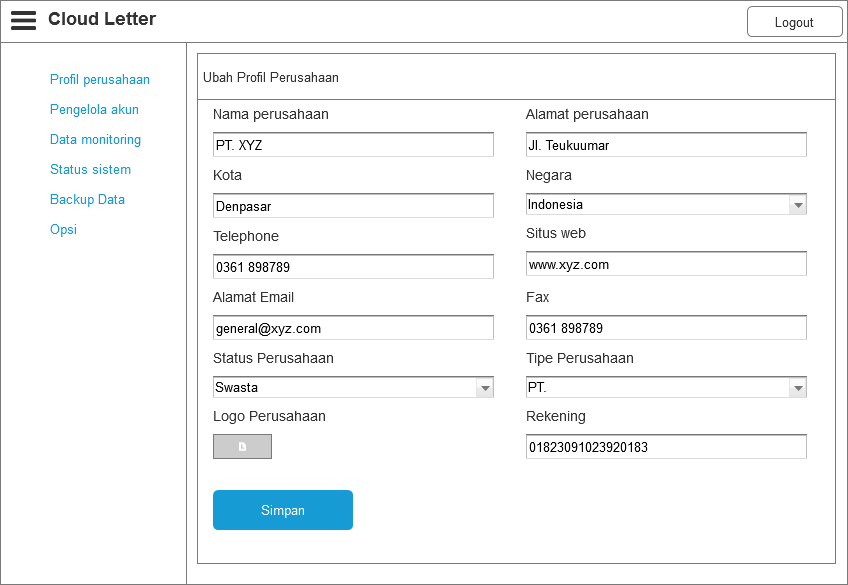 Cloud Letter
Logout
Profil perusahaan
Pengelola akun
Data monitoring
Status sistem
Backup Data
Opsi
Ubah Profil Perusahaan
Nama perusahaan
PT. XYZ
Alamat perusahaan
Jl. Teukuumar
Kota
Denpasar
Negara
Indonesia
Telephone
0361 898789
Situs web
www.xyz.com
Alamat Email
general@xyz.com
Fax
0361 898789
Status Perusahaan
Swasta
Tipe Perusahaan
PT.
Logo Perusahaan
Rekening
01823091023920183
Simpan